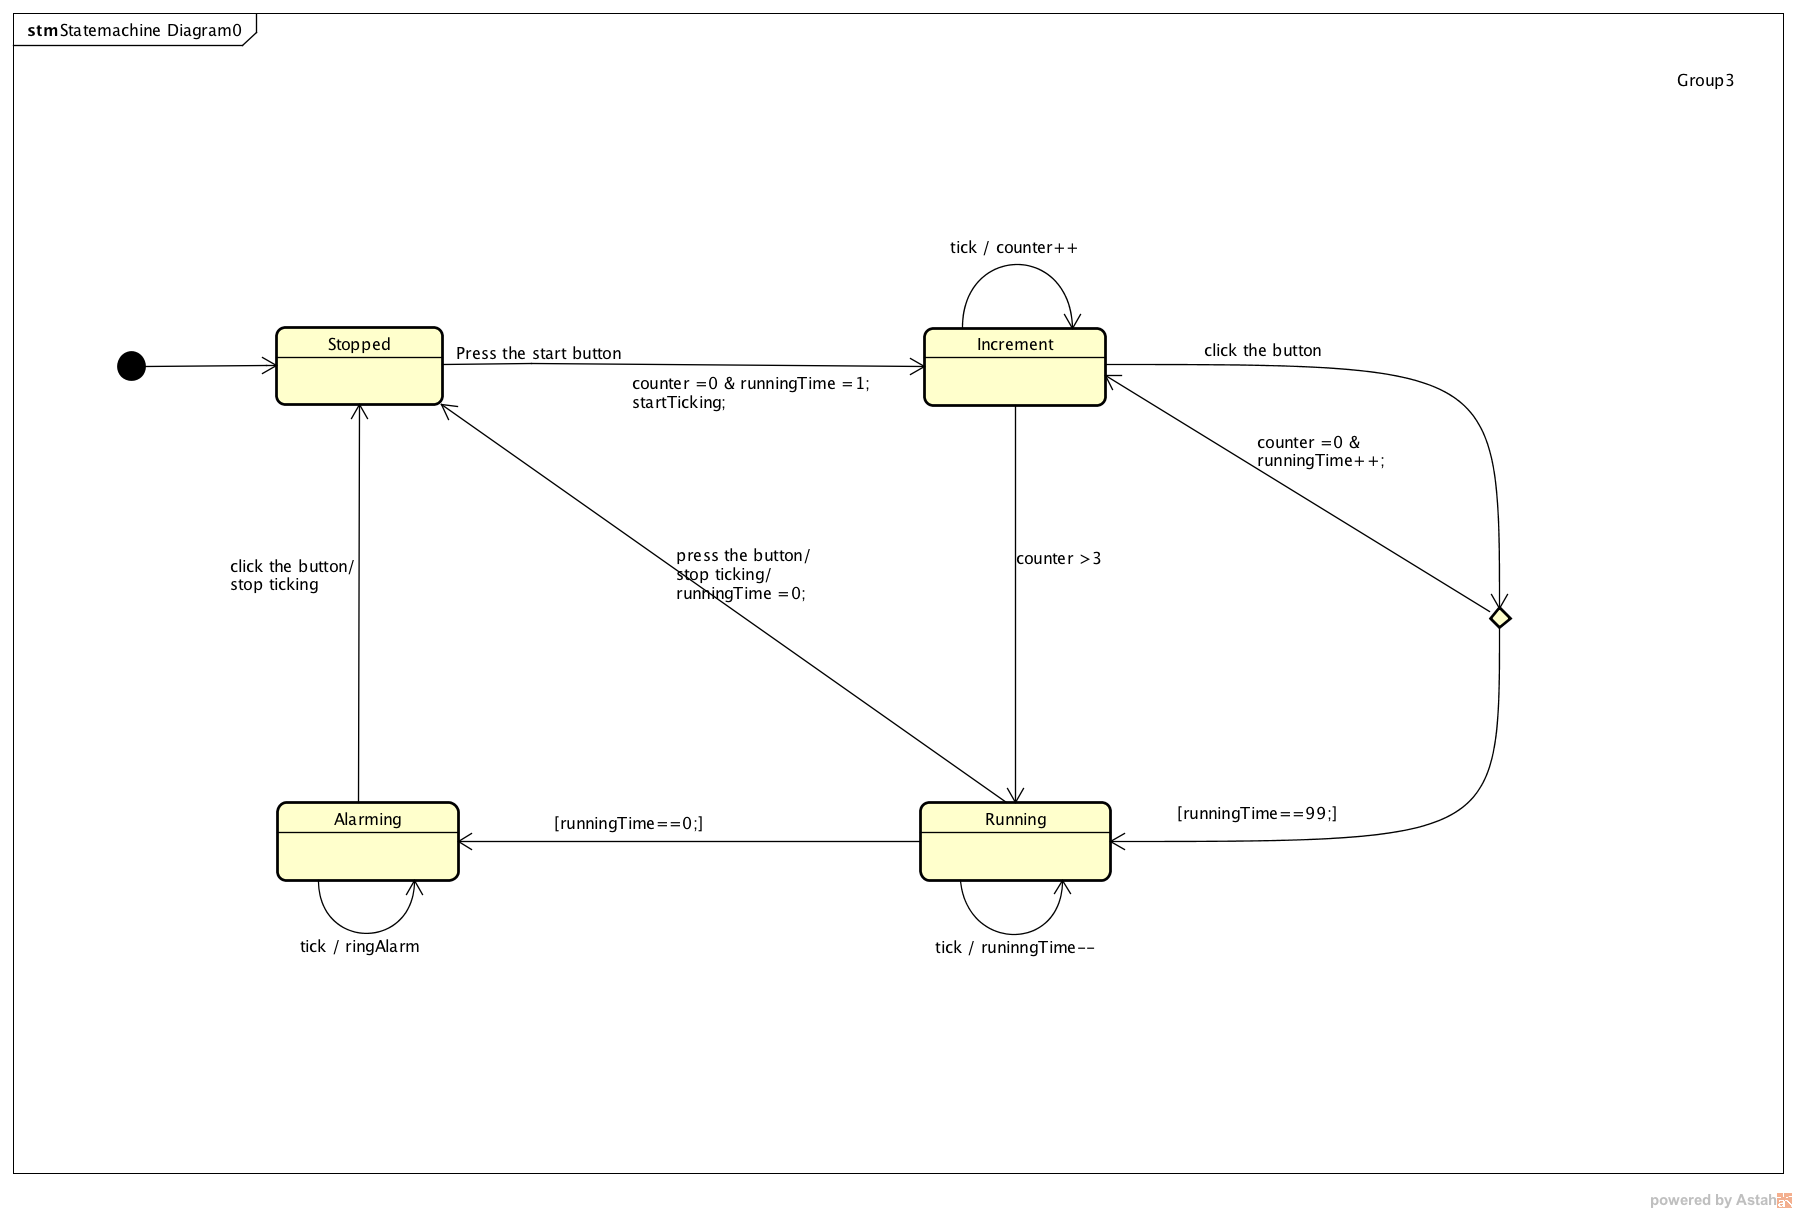 stm Statemachine Diagram0
Group3
tick / counter++
Stopped
Press the start button
counter =0 & runningTime =1;
startTicking;
Increment
click the button
counter =0 &
runningTime++;
click the button/
stop ticking
press the button/
stop ticking/
runningTime =0;
counter >3
Alarming
[runningTime==0;]
Running
[runningTime==99;]
tick / ringAlarm
tick / runinngTime--
powered by Astah